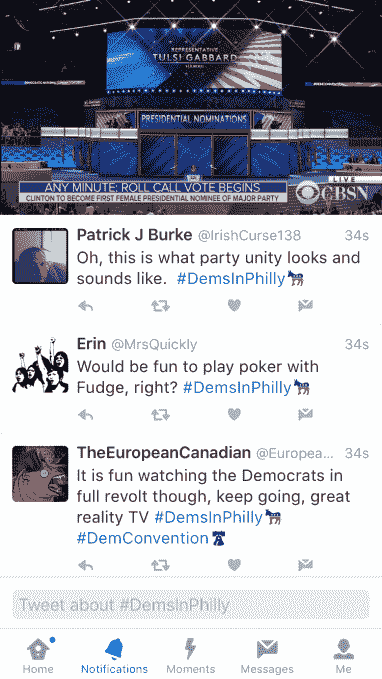 REPRESENTATIVE
TULSI GABBARD
PRESIDENTIAL NOMINATIONS
LIVE
ANY MINUTE: ROLL CALL VOTE BEGINS
CBSN
CLINTON TO BECOME FIRST FEMALE PRESIDENTIAL NOMINEE OF MAJOR PARTY
Patrick J Burke @IrishCurse138 34s
Oh, this is what party unity looks and
sounds like. #DemsInPhilly
Erin @MrsQuickly 34s
Would be fun to play poker with
Fudge, right? #DemsInPhilly
TheEuropeanCanadian @Europea... 34s
It is fun watching the Democrats in
full revolt though, keep going, great
reality TV #DemsInPhilly
#DemConvention
Tweet about #DemsInPhilly
Home Notifications Moments Messages Me